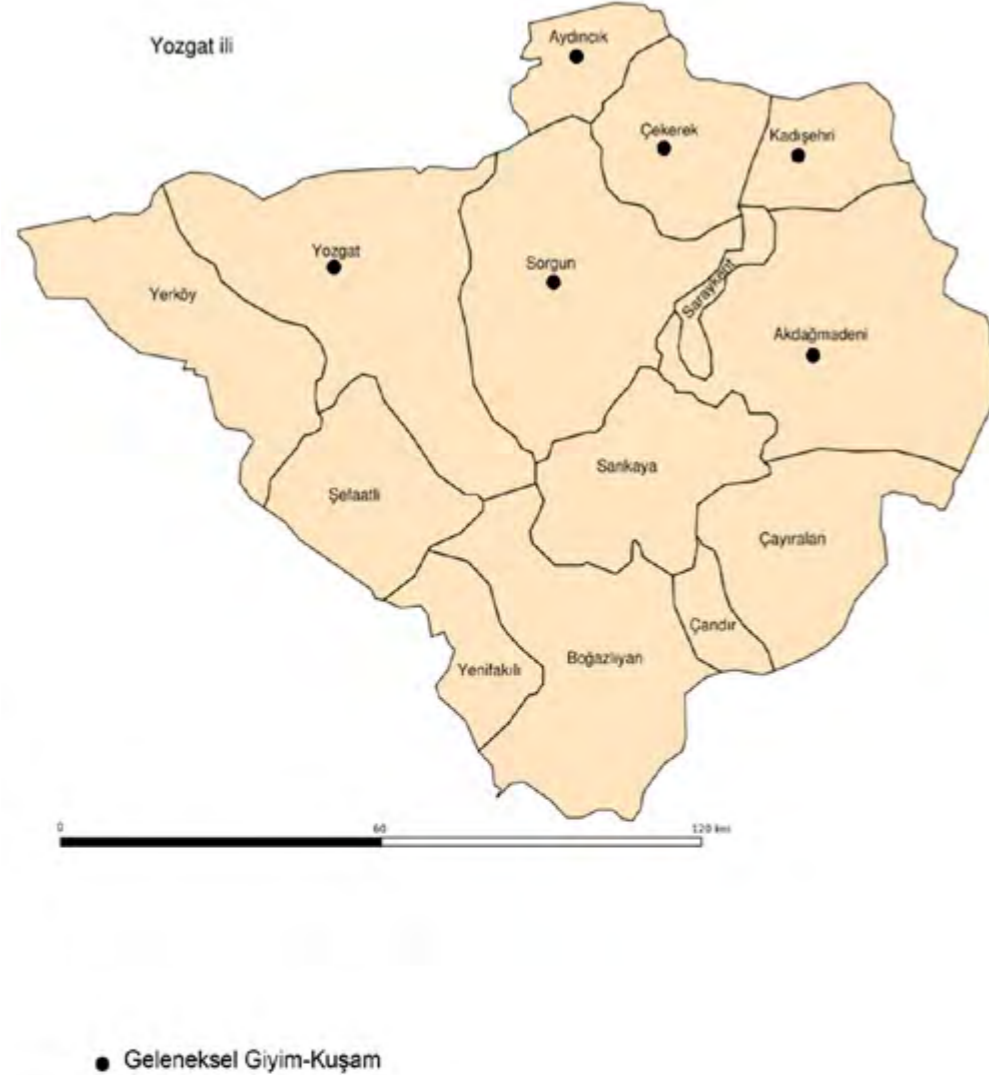 Yozgat ili
Aydıncık
Çekerek
Kadışehri
Yozgat
Sorgun
Saraykent
Yerköy
Akdağmadeni
Sarıkaya
Şefaatli
Çayıralan
Çandır
Boğazlıyan
Yenifakılı
0 60 120 km
Geleneksel Giyim-Kuşam